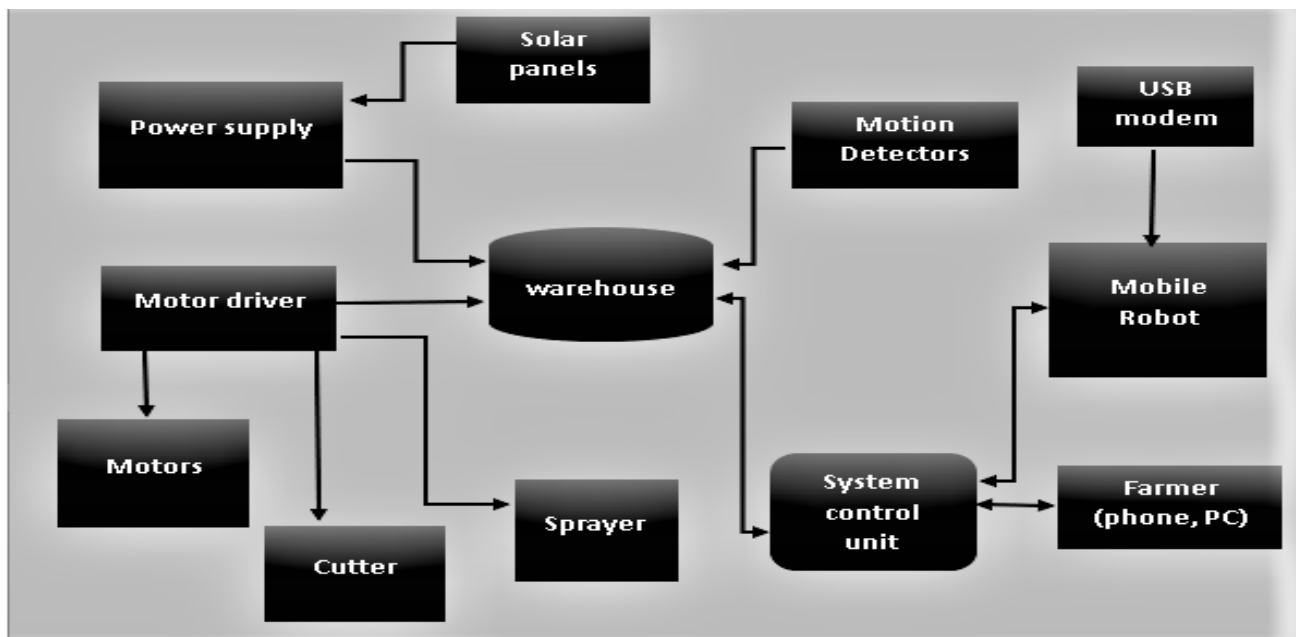 Solar
panels
USB
modem
Power supply
Motion
Detectors
warehouse
Motor driver
Mobile
Robot
Motors
System
control
unit
Farmer
(phone, PC)
Sprayer
Cutter